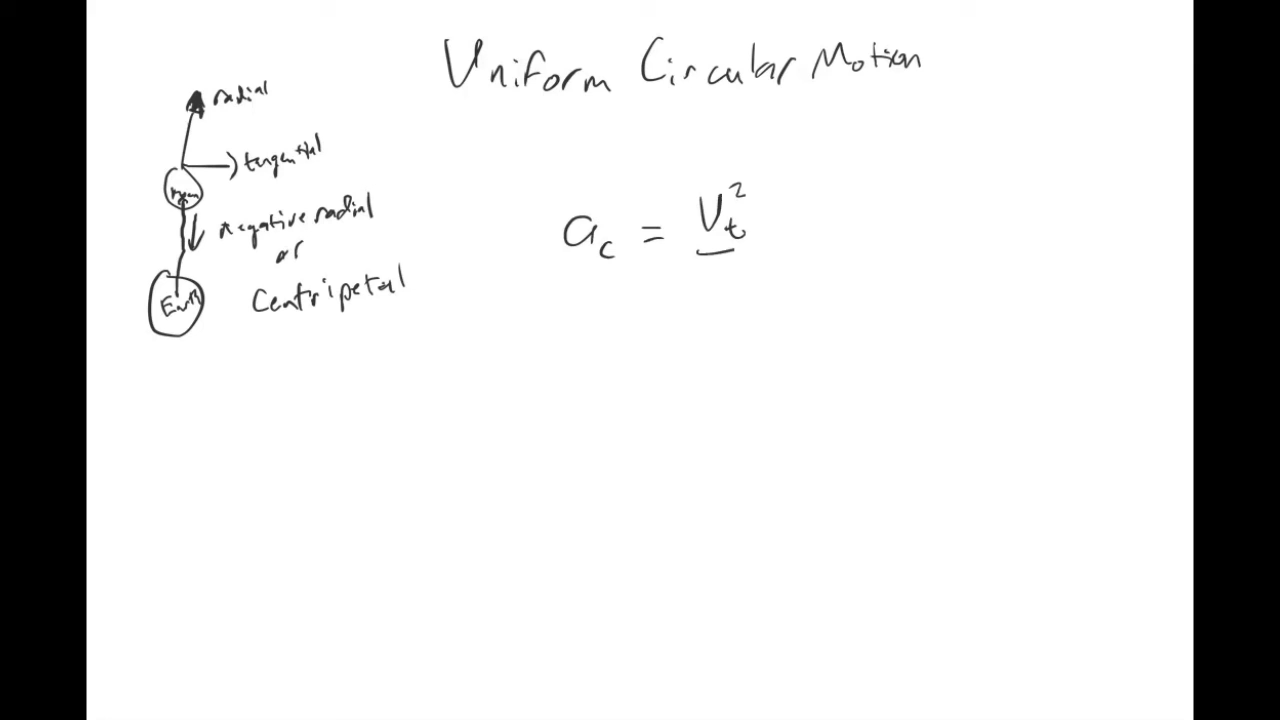 Uniform Circular Motion
radial
tangential
negative radial
or
Centripetal
Earth
a_c = V_t^2